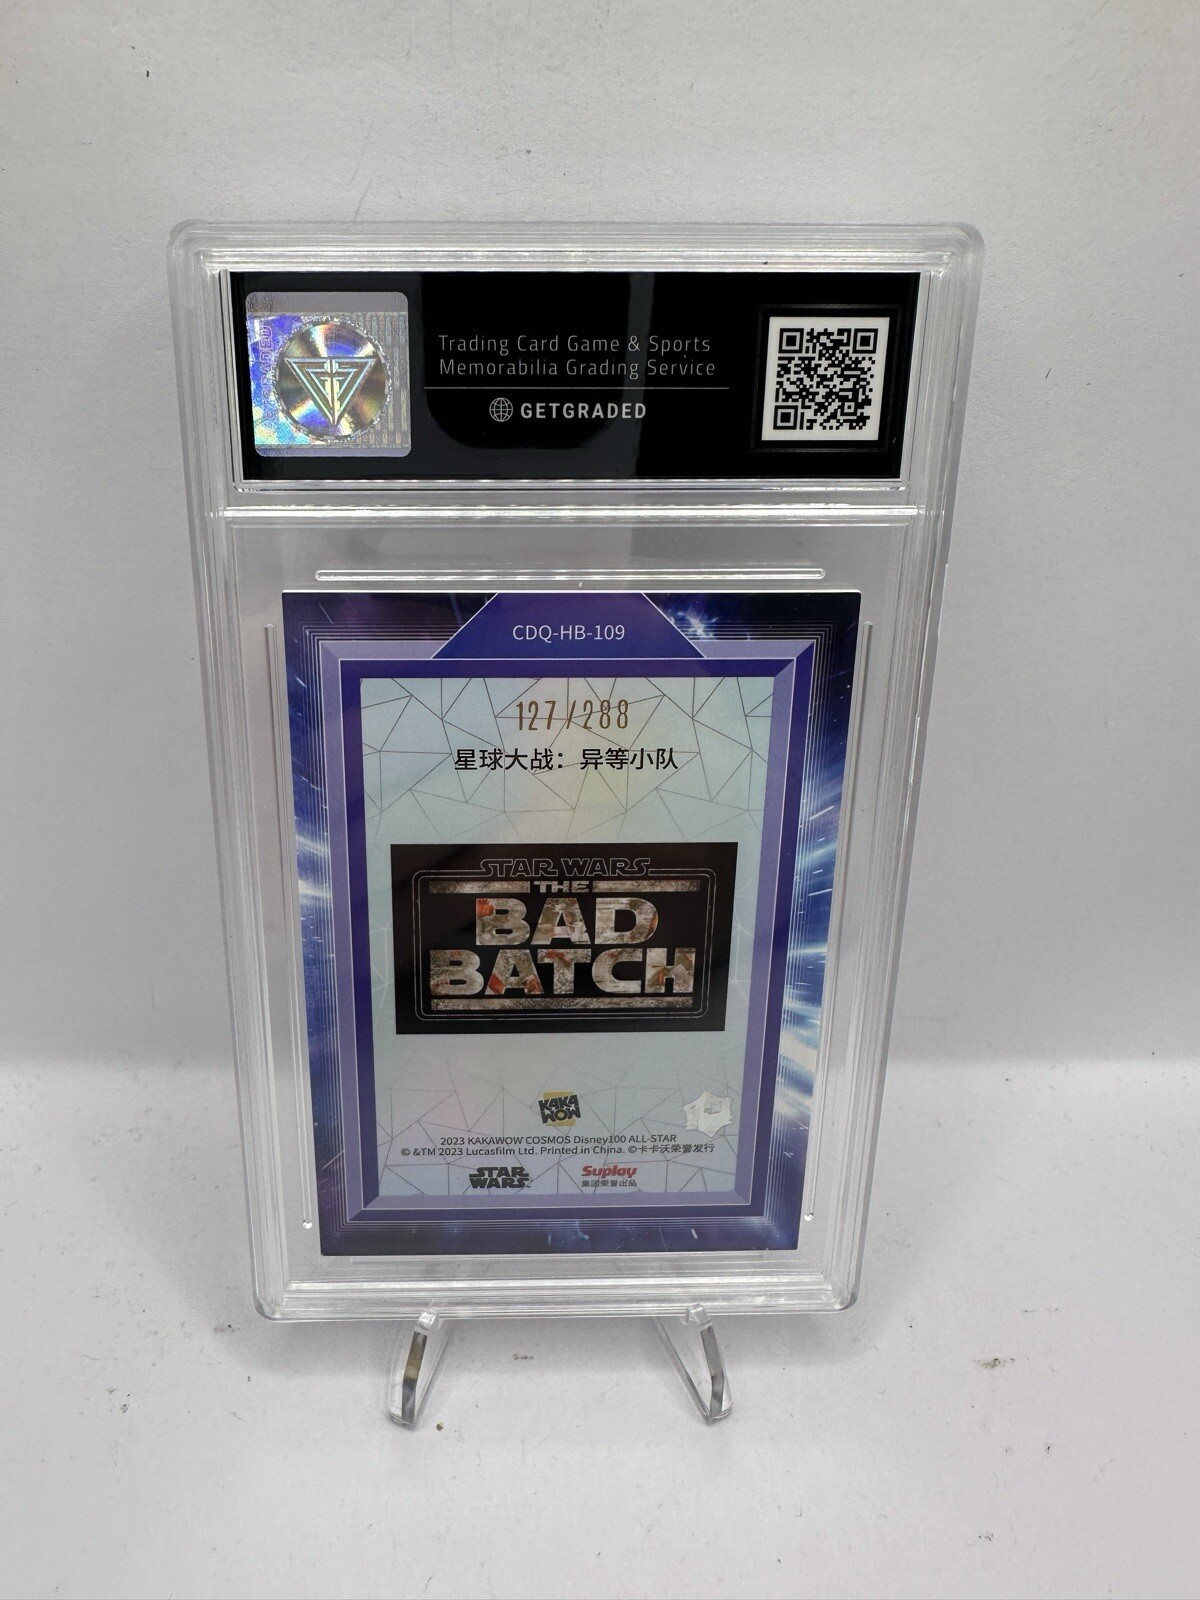 Trading Card Game & Sports
Memorabilia Grading Service
GETGRADED
CDQ-HB-109
127/288
星球大战：异等小队
STAR WARS
THE
BAD
BATCH
KAKA
WOW
2023 KAKAWOW COSMOS Disney100 ALL-STAR
© &TM 2023 Lucasfilm Ltd. Printed in China. ©卡卡沃荣誉发行
STAR
WARS
Suplay
集团荣誉出品